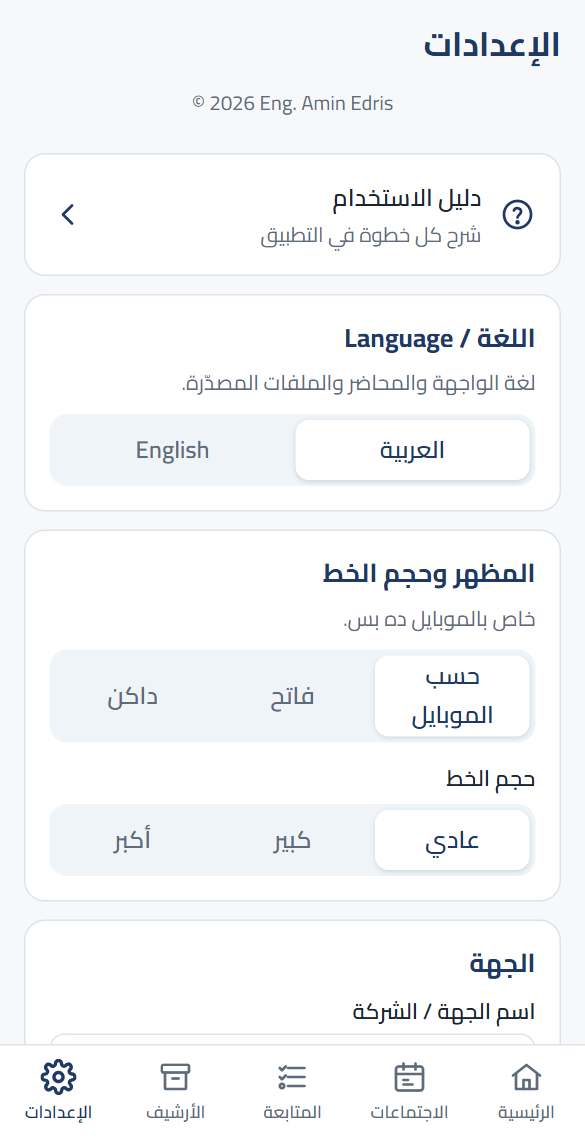 الإعدادات
© 2026 Eng. Amin Edris
دليل الاستخدام
شرح كل خطوة في التطبيق
اللغة / Language
لغة الواجهة والمحاضر والملفات المصدّرة.
العربية
English
المظهر وحجم الخط
خاص بالموبايل ده بس.
حسب
الموبايل
فاتح
داكن
حجم الخط
عادي
كبير
أكبر
الجهة
اسم الجهة / الشركة
الرئيسية
الاجتماعات
المتابعة
الأرشيف
الإعدادات